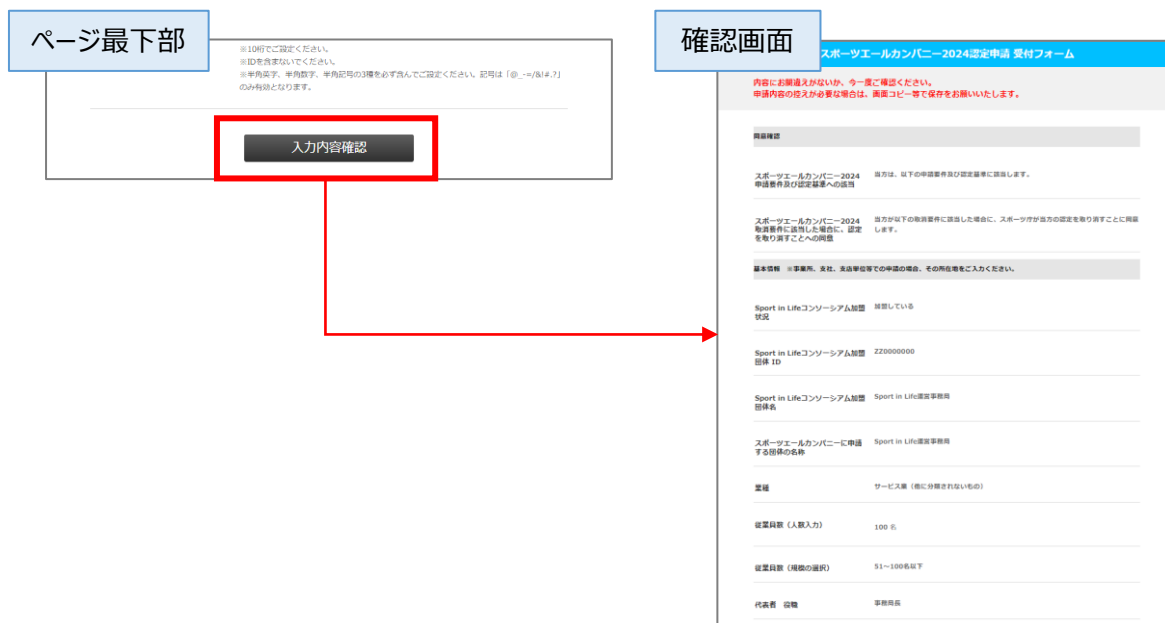 ページ最下部
※10桁でご設定ください。
※IDを含まないでください。
※半角英字、半角数字、半角記号の3種を必ず含んでご設定ください。記号は「@_-=/&!#.?」
のみ有効となります。
入力内容確認
確認画面
スポーツエールカンパニー2024認定申請 受付フォーム
内容にお間違えがないか、今一度ご確認ください。
申請内容の控えが必要な場合は、画面コピー等で保存をお願いいたします。
同意確認
スポーツエールカンパニー2024
申請要件及び認定基準への該当
当方は、以下の申請要件及び認定基準に該当します。
スポーツエールカンパニー2024
取消要件に該当した場合に、認定
を取り消すことへの同意
当方が以下の取消要件に該当した場合に、スポーツ庁が当方の認定を取り消すことに同意
します。
基本情報 ※事業所、支社、支店単位等での申請の場合、その所在地をご入力ください。
Sport in Lifeコンソーシアム加盟
状況
加盟している
Sport in Lifeコンソーシアム加盟
団体 ID
ZZ0000000
Sport in Lifeコンソーシアム加盟
団体名
Sport in Life運営事務局
スポーツエールカンパニーに申請
する団体の名称
Sport in Life運営事務局
業種
サービス業（他に分類されないもの）
従業員数（人数入力）
100 名
従業員数（規模の選択）
51～100名以下
代表者 役職
事務局長